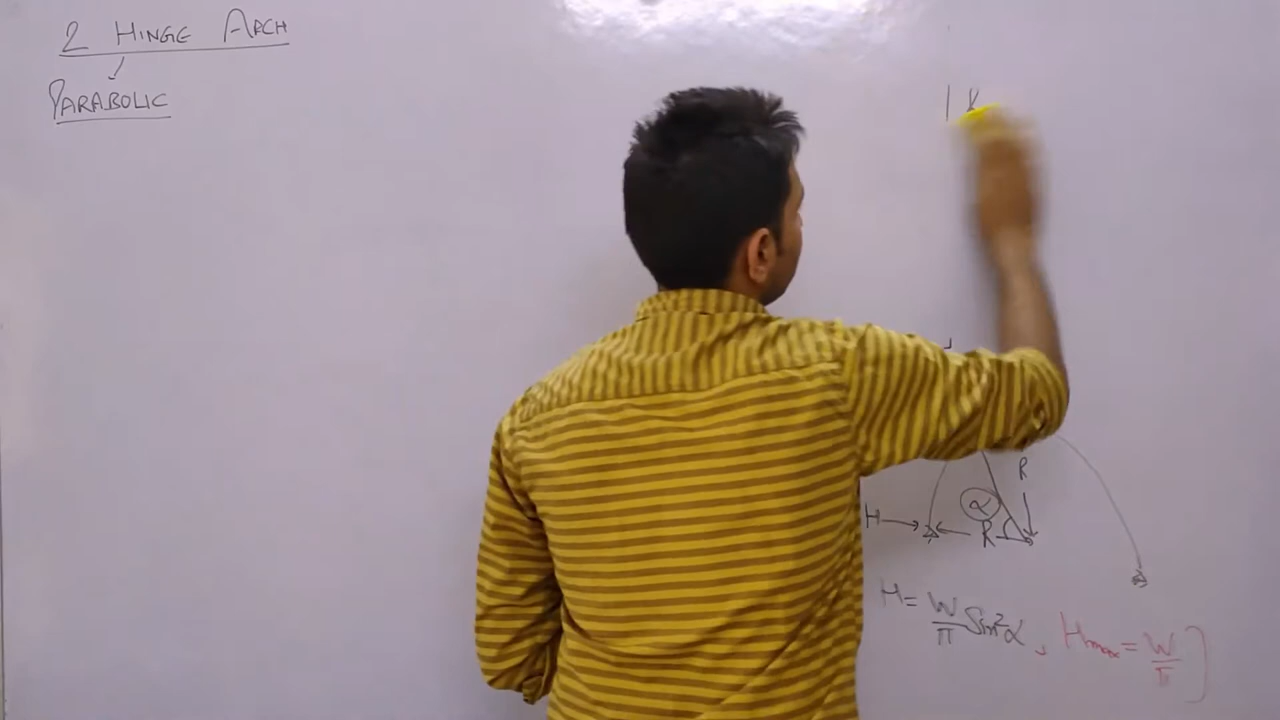 2 HINGE ARCH
PARABOLIC
R
α
H R
H = W/π Sin²α, Hmax = W/π ]